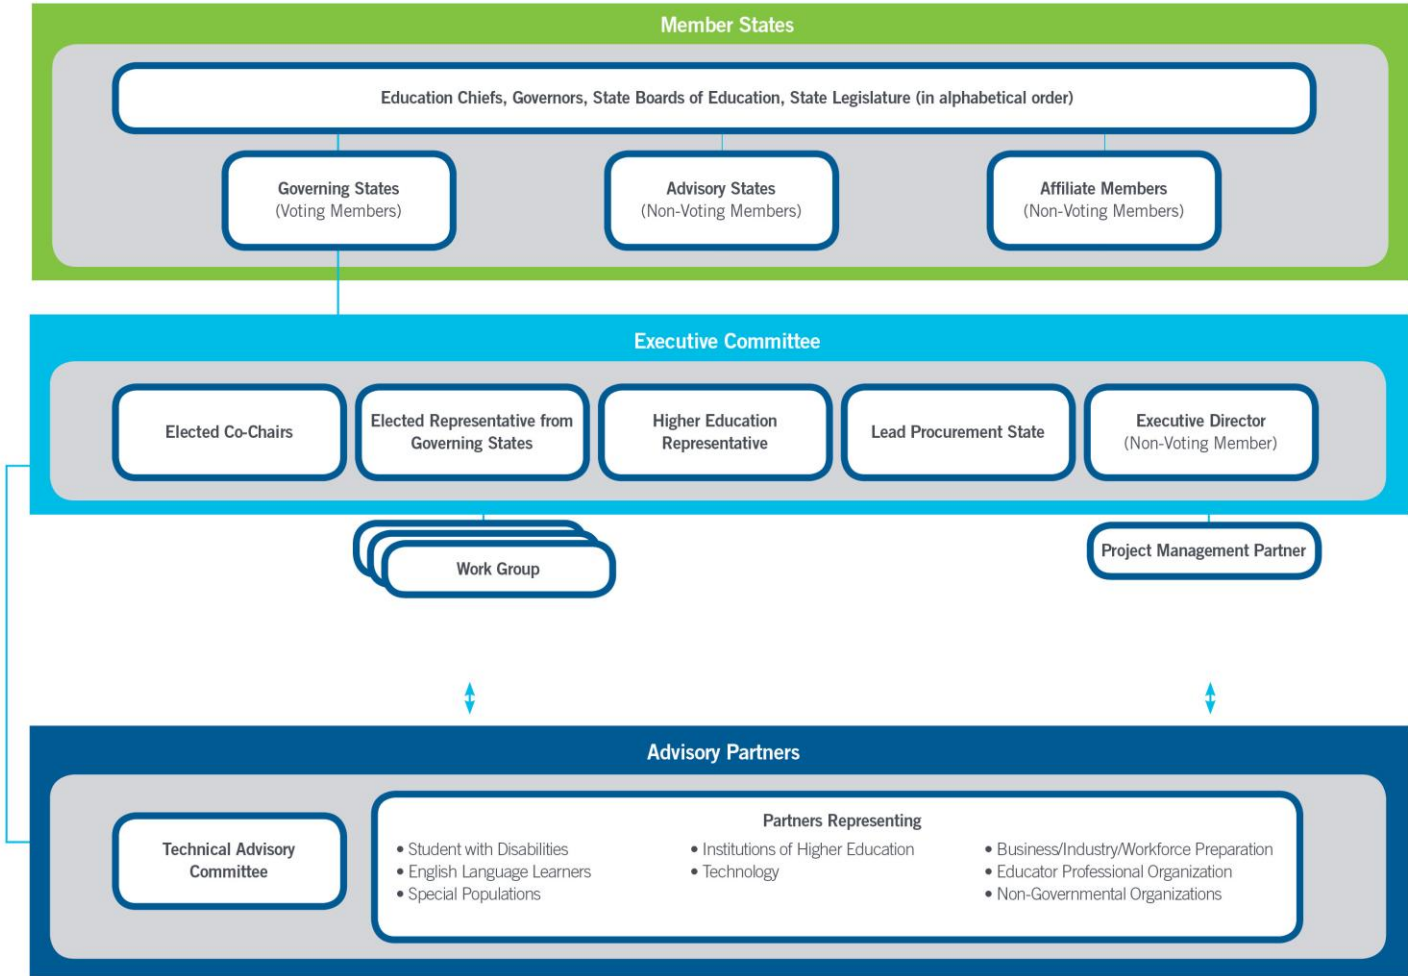 Member States
Education Chiefs, Governors, State Boards of Education, State Legislature (in alphabetical order)
Governing States
(Voting Members)
Advisory States
(Non-Voting Members)
Affiliate Members
(Non-Voting Members)
Executive Committee
Elected Co-Chairs
Elected Representative from
Governing States
Higher Education
Representative
Lead Procurement State
Executive Director
(Non-Voting Member)
Work Group
Project Management Partner
Advisory Partners
Technical Advisory
Committee
Partners Representing
• Student with Disabilities
• English Language Learners
• Special Populations
• Institutions of Higher Education
• Technology
• Business/Industry/Workforce Preparation
• Educator Professional Organization
• Non-Governmental Organizations